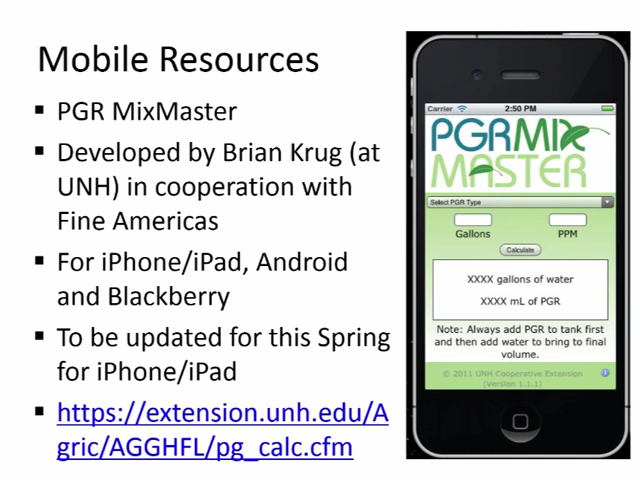 Mobile Resources
▪ PGR MixMaster
▪ Developed by Brian Krug (at
UNH) in cooperation with
Fine Americas
▪ For iPhone/iPad, Android
and Blackberry
▪ To be updated for this Spring
for iPhone/iPad
▪ https://extension.unh.edu/A
gric/AGGHFL/pg_calc.cfm
Carrier 2:50 PM
PGRMIX
MASTER
Select PGR Type
Gallons PPM
Calculate
XXXX gallons of water
XXXX mL of PGR
Note: Always add PGR to tank first
and then add water to bring to final
volume.
© 2011 UNH Cooperative Extension
(Version 1.1.1)